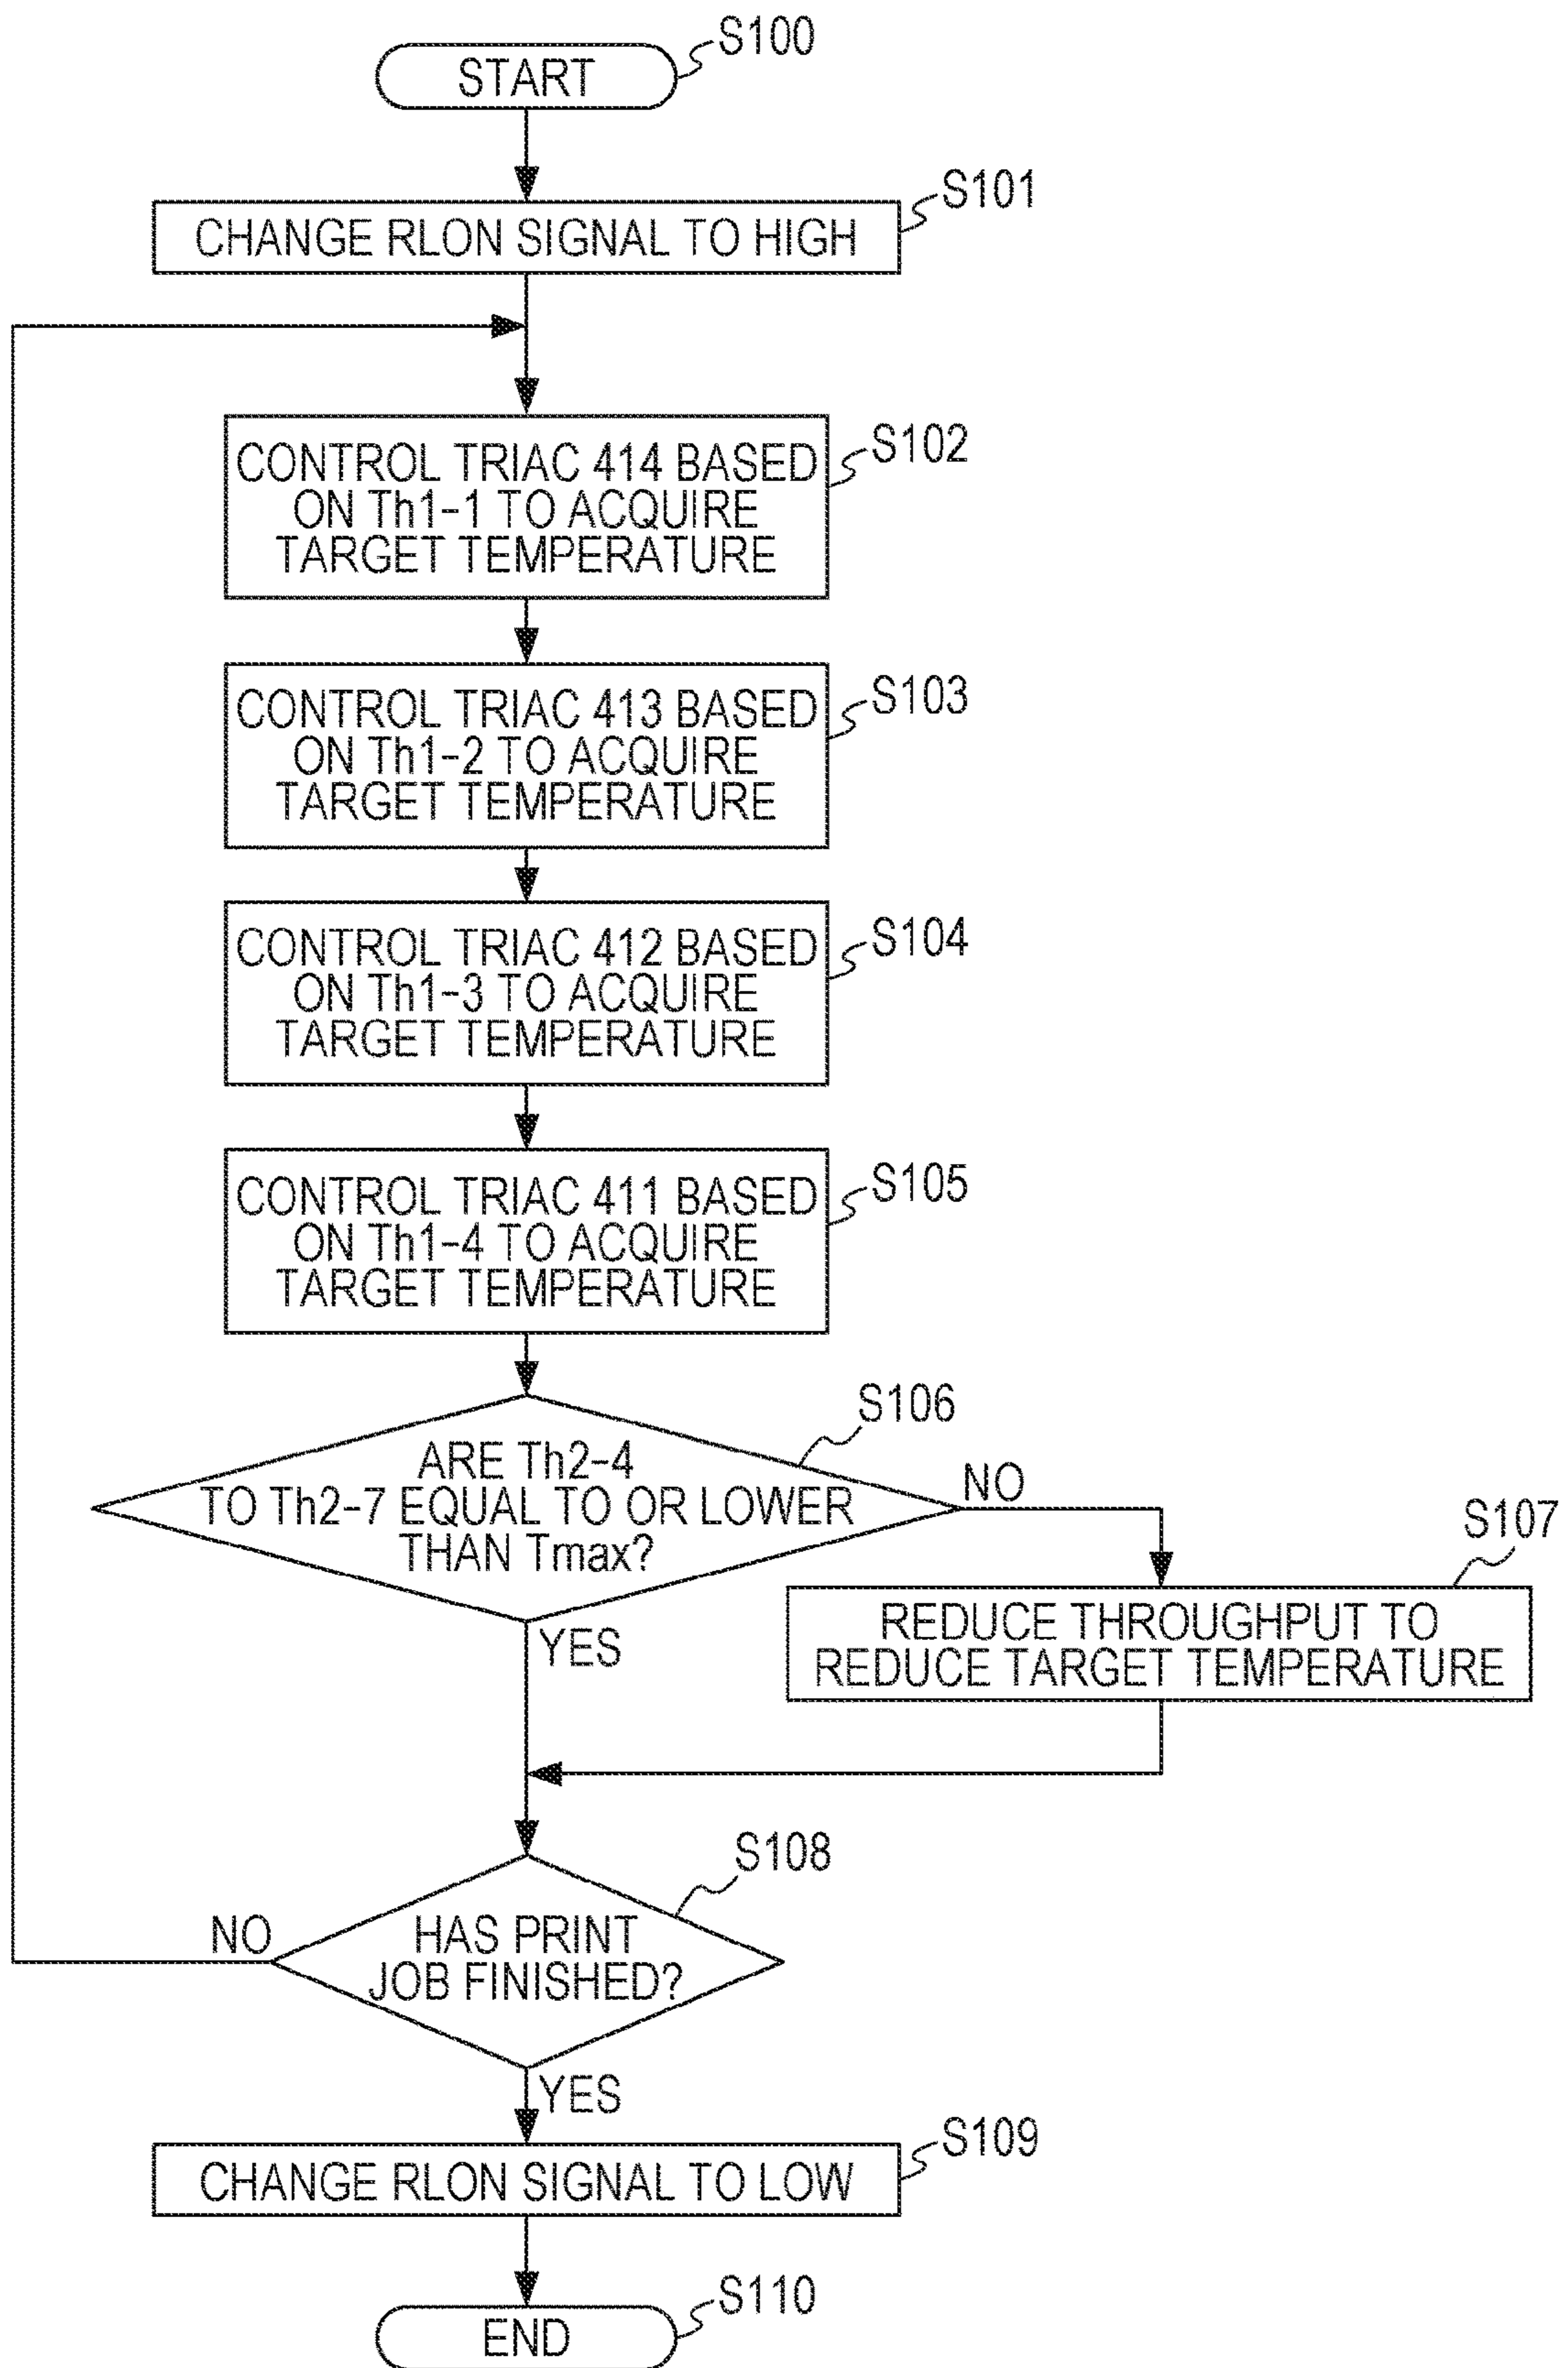 START
S100
CHANGE RLON SIGNAL TO HIGH
S101
CONTROL TRIAC 414 BASED
ON Th1-1 TO ACQUIRE
TARGET TEMPERATURE
S102
CONTROL TRIAC 413 BASED
ON Th1-2 TO ACQUIRE
TARGET TEMPERATURE
S103
CONTROL TRIAC 412 BASED
ON Th1-3 TO ACQUIRE
TARGET TEMPERATURE
S104
CONTROL TRIAC 411 BASED
ON Th1-4 TO ACQUIRE
TARGET TEMPERATURE
S105
ARE Th2-4
TO Th2-7 EQUAL TO OR LOWER
THAN Tmax?
S106
NO
YES
REDUCE THROUGHPUT TO
REDUCE TARGET TEMPERATURE
S107
HAS PRINT
JOB FINISHED?
S108
NO
YES
CHANGE RLON SIGNAL TO LOW
S109
END
S110